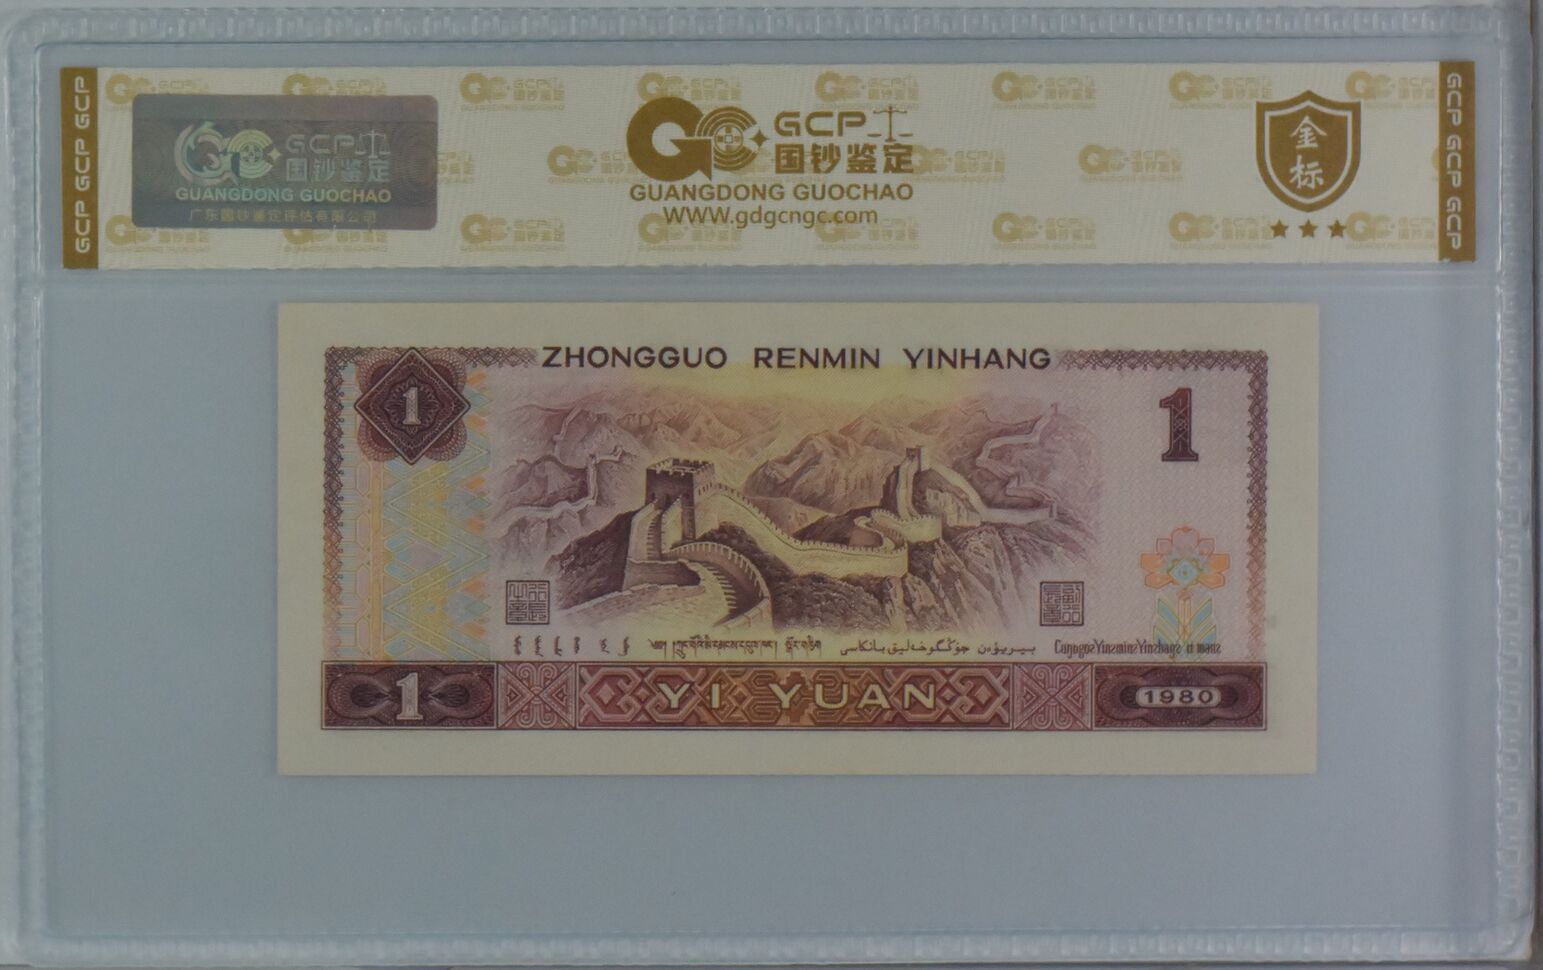 GCP GCP GCP
GCP
国钞鉴定
GUANGDONG GUOCHAO
广东国钞鉴定评估有限公司
GCP
国钞鉴定
GUANGDONG GUOCHAO
WWW.gdgcngc.com
金标
GCP GCP GCP
ZHONGGUO RENMIN YINHANG
1
1
1
YI YUAN
1980